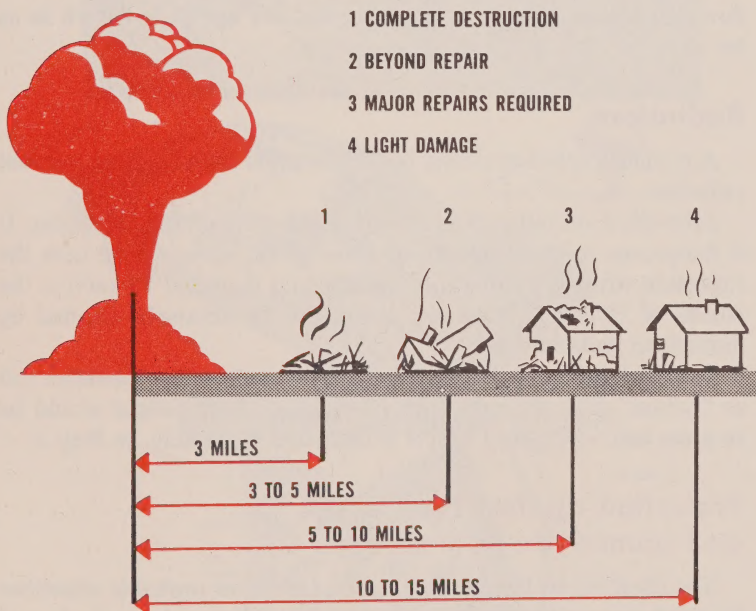 1 COMPLETE DESTRUCTION
2 BEYOND REPAIR
3 MAJOR REPAIRS REQUIRED
4 LIGHT DAMAGE
1 2 3 4
3 MILES
3 TO 5 MILES
5 TO 10 MILES
10 TO 15 MILES